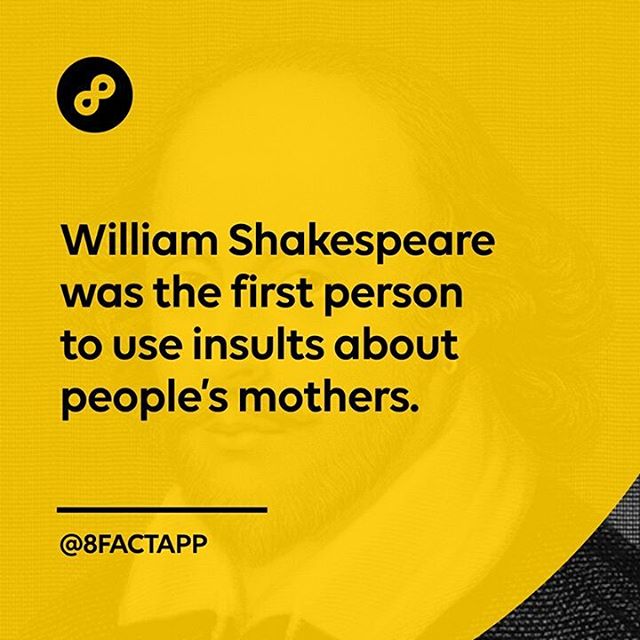 William Shakespeare
was the first person
to use insults about
people's mothers.
@8FACTAPP